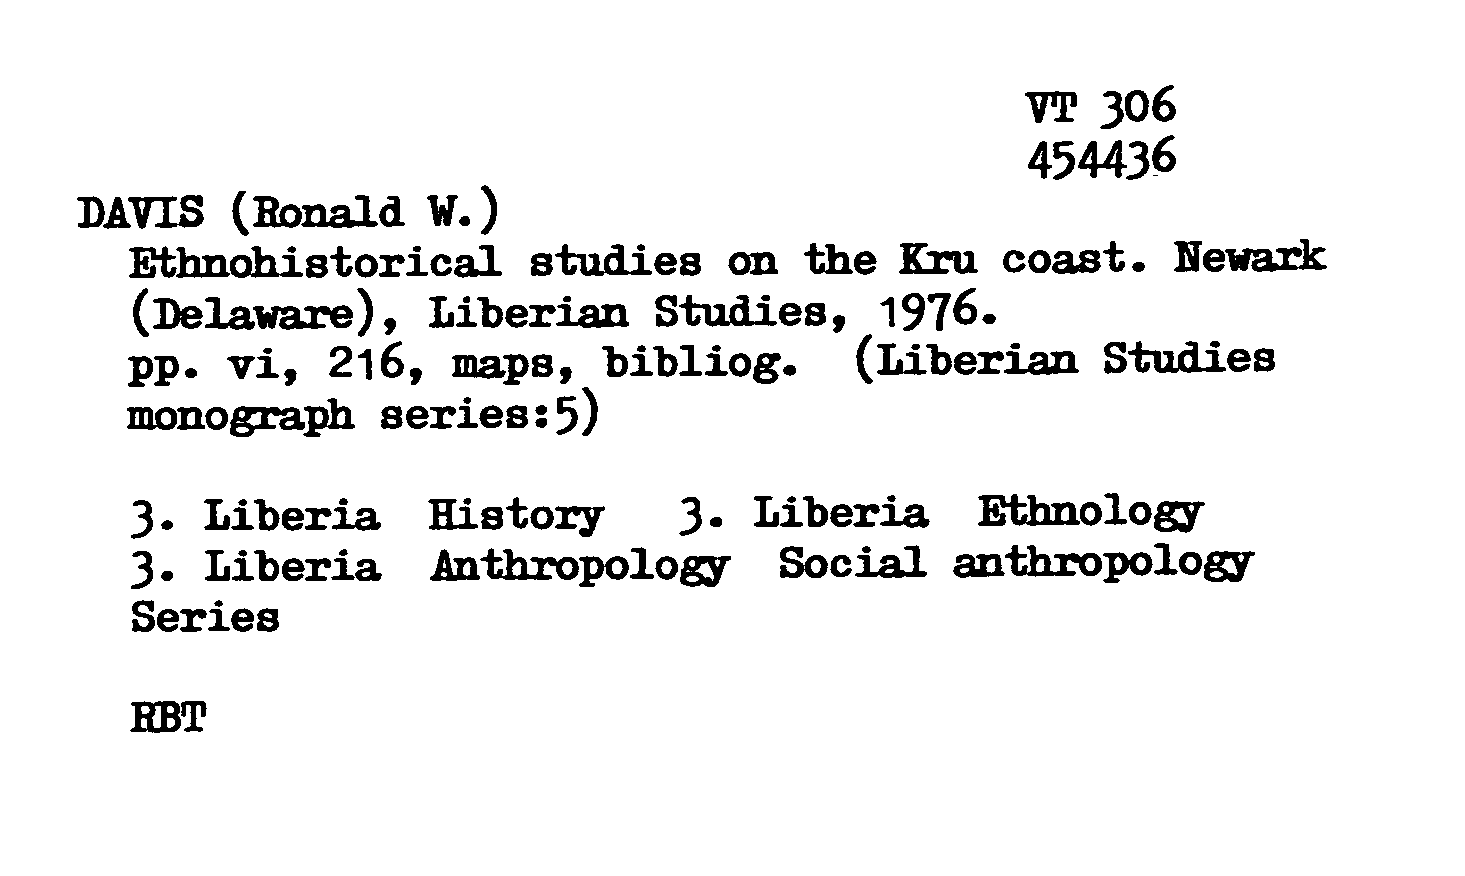 VT 306
454436
DAVIS (Ronald W.)
Ethnohistorical studies on the Kru coast. Newark
(Delaware), Liberian Studies, 1976.
pp. vi, 216, maps, bibliog. (Liberian Studies
monograph series:5)
3. Liberia History 3. Liberia Ethnology
3. Liberia Anthropology Social anthropology
Series
RBT